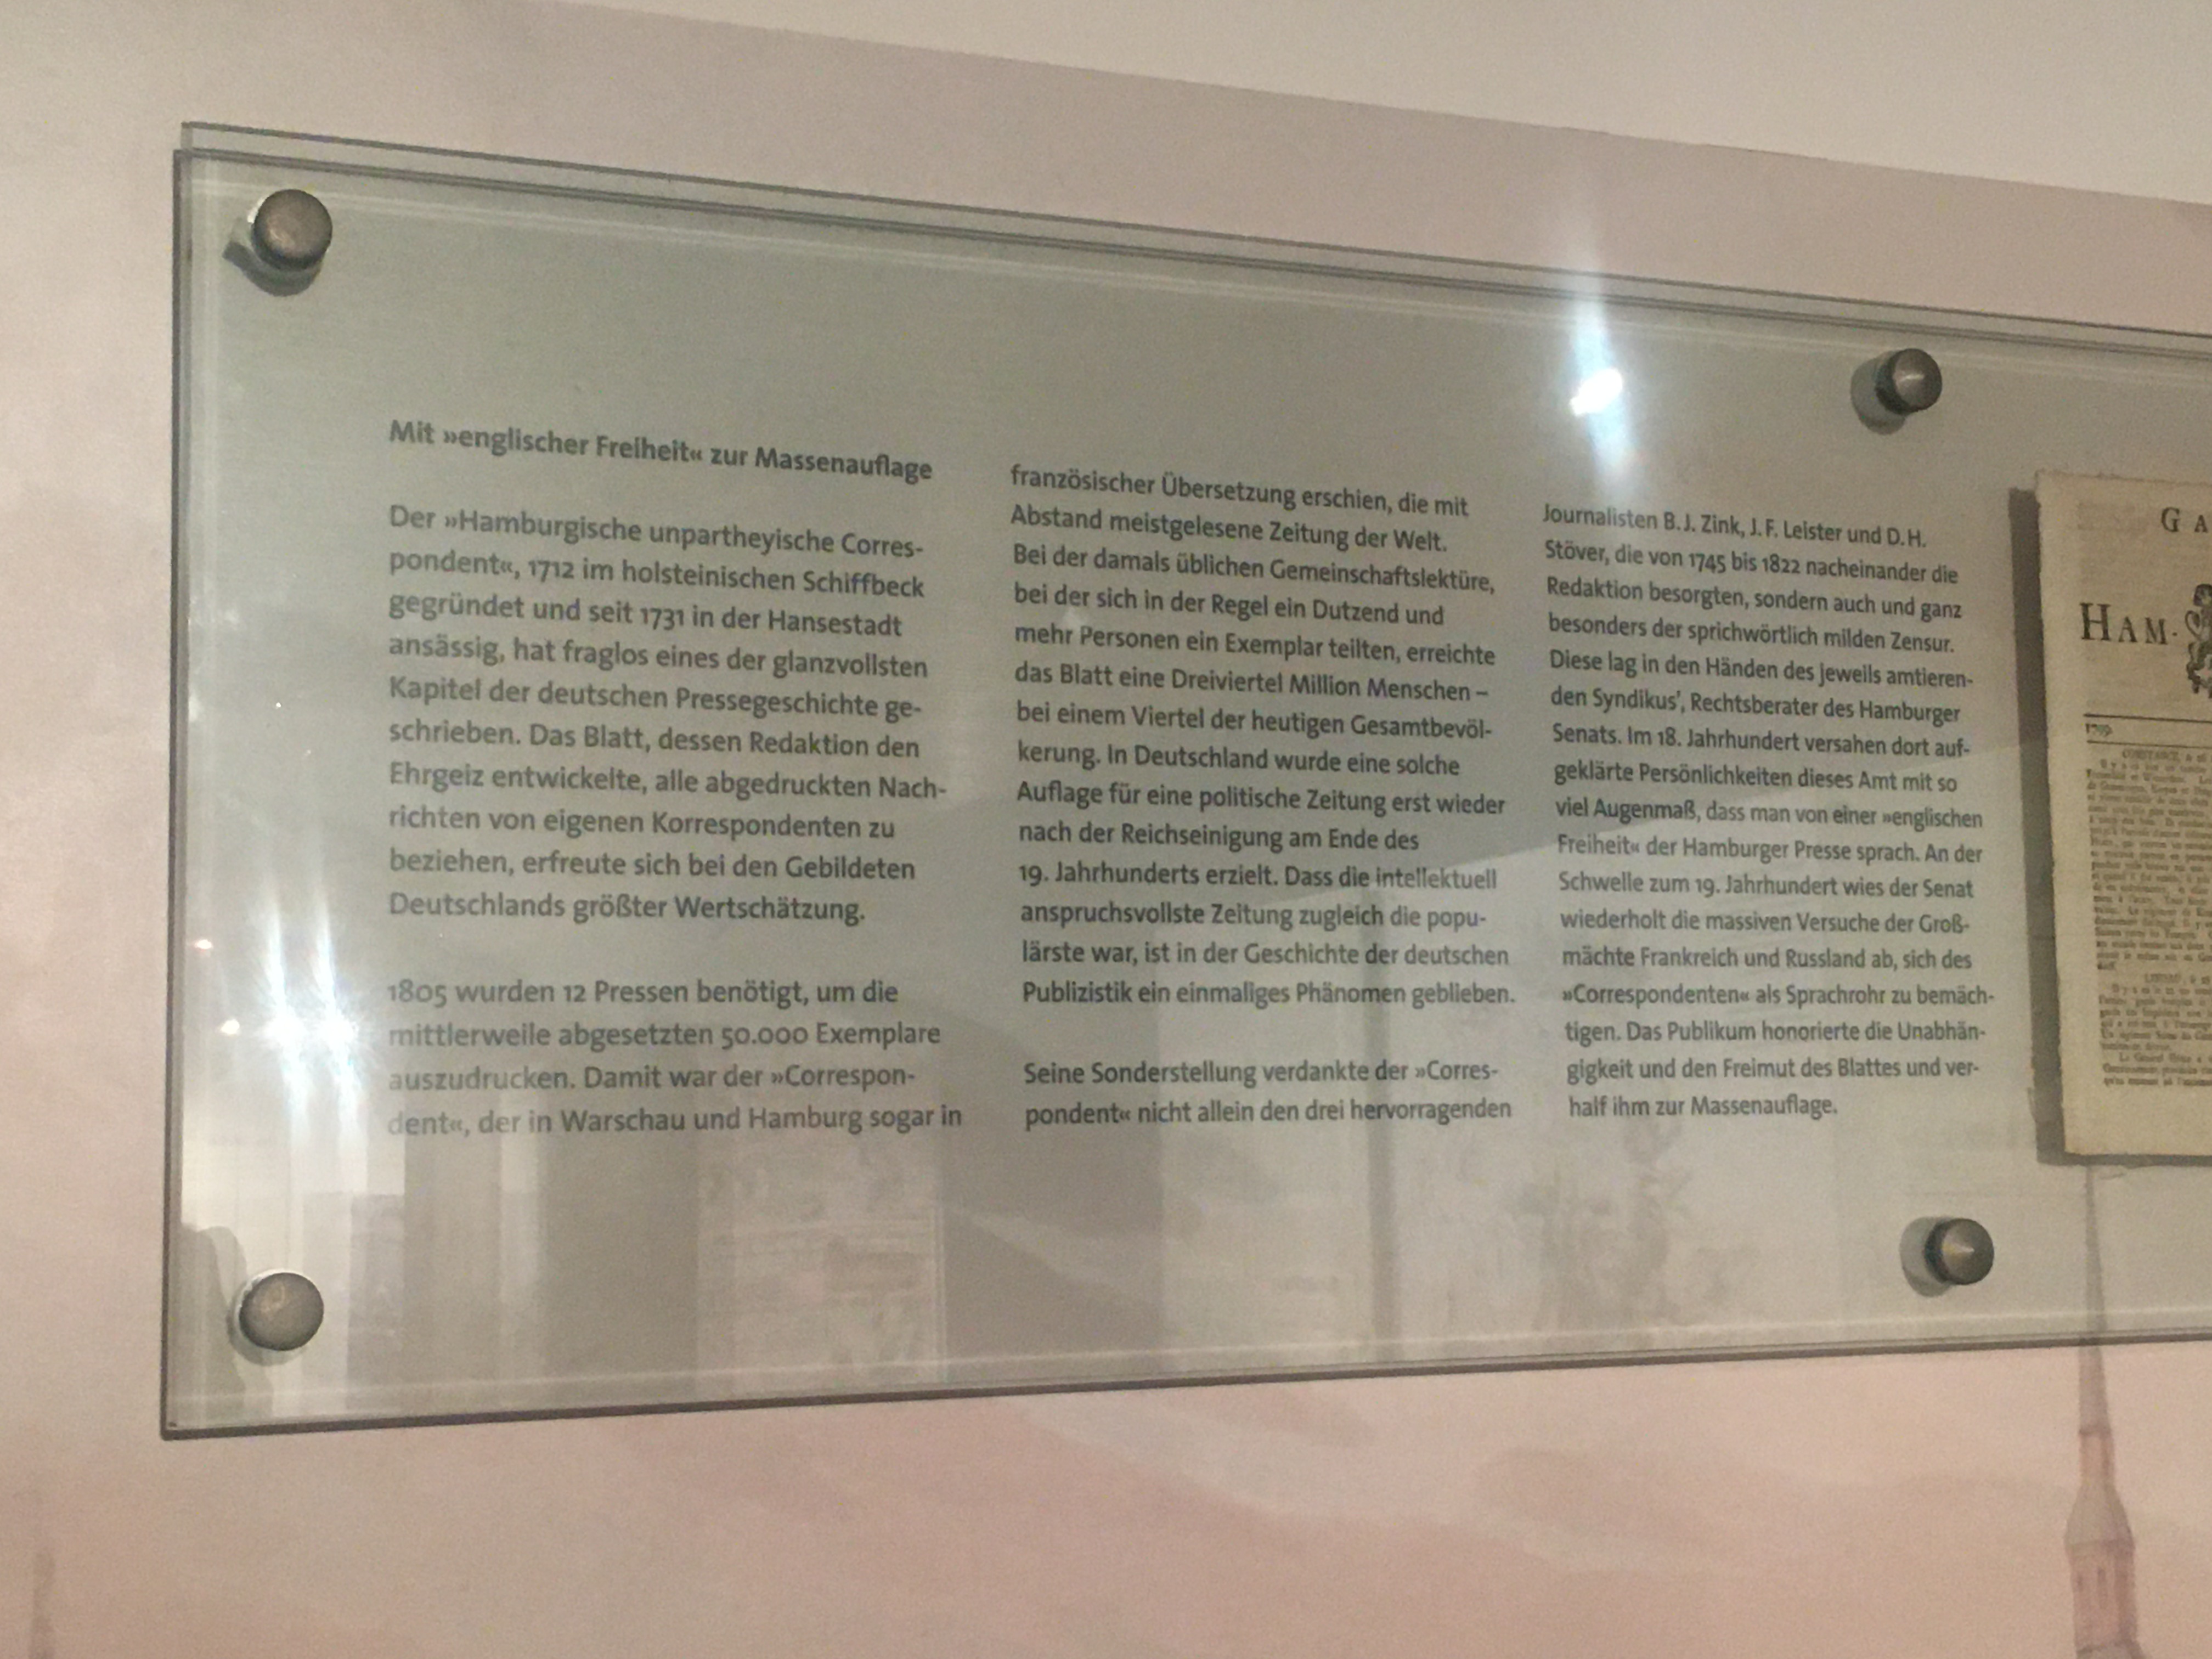 Mit »englischer Freiheit« zur Massenauflage
Der »Hamburgische unpartheyische Corres-
pondent«, 1712 im holsteinischen Schiffbeck
gegründet und seit 1731 in der Hansestadt
ansässig, hat fraglos eines der glanzvollsten
Kapitel der deutschen Pressegeschichte ge-
schrieben. Das Blatt, dessen Redaktion den
Ehrgeiz entwickelte, alle abgedruckten Nach-
richten von eigenen Korrespondenten zu
beziehen, erfreute sich bei den Gebildeten
Deutschlands größter Wertschätzung.
1805 wurden 12 Pressen benötigt, um die
mittlerweile abgesetzten 50.000 Exemplare
auszudrucken. Damit war der »Correspon-
dent«, der in Warschau und Hamburg sogar in
französischer Übersetzung erschien, die mit
Abstand meistgelesene Zeitung der Welt.
Bei der damals üblichen Gemeinschaftslektüre,
bei der sich in der Regel ein Dutzend und
mehr Personen ein Exemplar teilten, erreichte
das Blatt eine Dreiviertel Million Menschen –
bei einem Viertel der heutigen Gesamtbevöl-
kerung. In Deutschland wurde eine solche
Auflage für eine politische Zeitung erst wieder
nach der Reichseinigung am Ende des
19. Jahrhunderts erzielt. Dass die intellektuell
anspruchsvollste Zeitung zugleich die popu-
lärste war, ist in der Geschichte der deutschen
Publizistik ein einmaliges Phänomen geblieben.
Seine Sonderstellung verdankte der »Corres-
pondent« nicht allein den drei hervorragenden
Journalisten B. J. Zink, J. F. Leister und D. H.
Stöver, die von 1745 bis 1822 nacheinander die
Redaktion besorgten, sondern auch und ganz
besonders der sprichwörtlich milden Zensur.
Diese lag in den Händen des jeweils amtieren-
den Syndikus', Rechtsberater des Hamburger
Senats. Im 18. Jahrhundert versahen dort auf-
geklärte Persönlichkeiten dieses Amt mit so
viel Augenmaß, dass man von einer »englischen
Freiheit« der Hamburger Presse sprach. An der
Schwelle zum 19. Jahrhundert wies der Senat
wiederholt die massiven Versuche der Groß-
mächte Frankreich und Russland ab, sich des
»Correspondenten« als Sprachrohr zu bemäch-
tigen. Das Publikum honorierte die Unabhän-
gigkeit und den Freimut des Blattes und ver-
half ihm zur Massenauflage.
GA
HAM-
1799